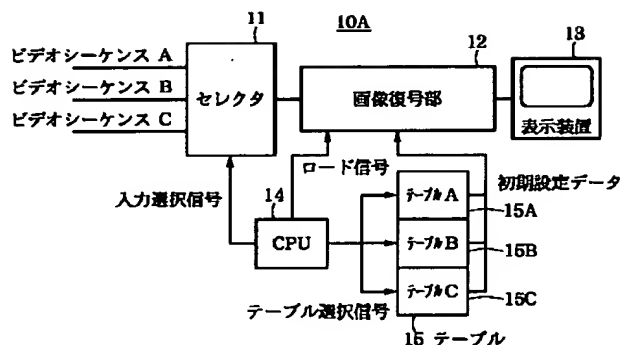 10A
11
12
13
ビデオシーケンス A
ビデオシーケンス B
ビデオシーケンス C
セレクタ
画像復号部
表示装置
ロード信号
初期設定データ
入力選択信号
14
CPU
テーブル A
15A
テーブル B
15B
テーブル C
15C
テーブル選択信号
15 テーブル